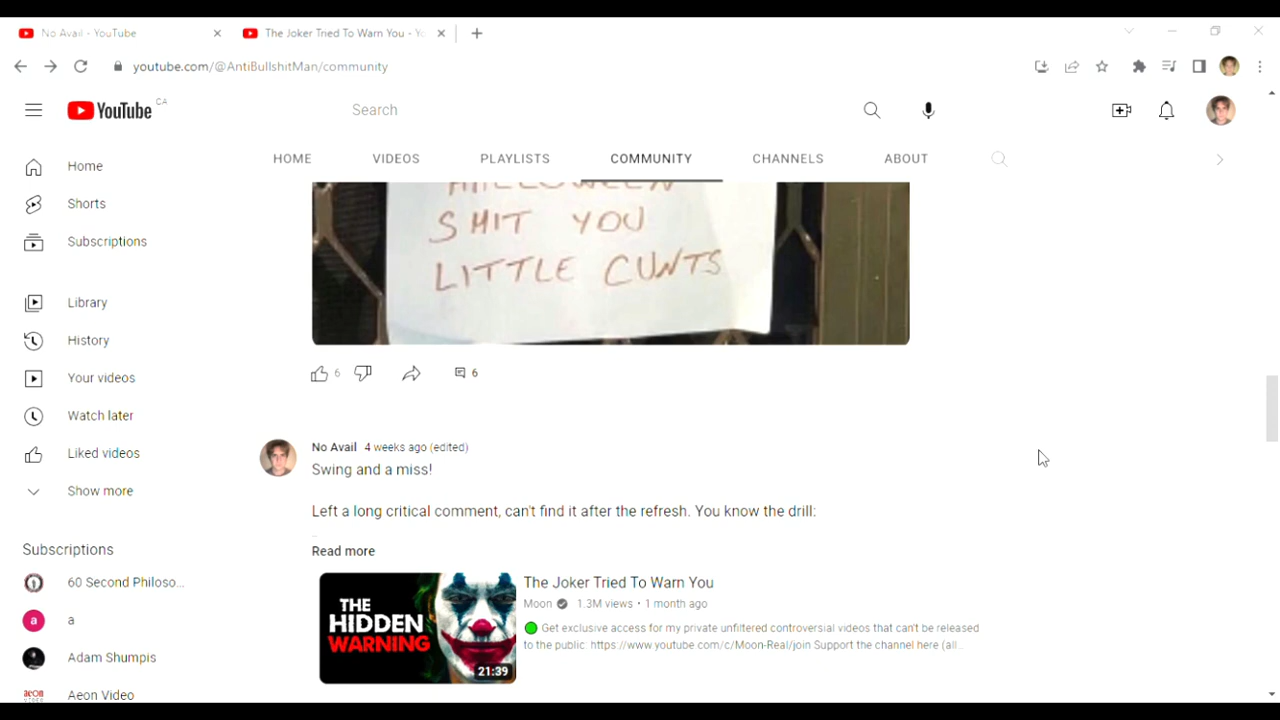 No Avail - YouTube
The Joker Tried To Warn You - Yo
youtube.com/@AntiBullshitMan/community
YouTube CA
Search
HOME VIDEOS PLAYLISTS COMMUNITY CHANNELS ABOUT
Home
Shorts
Subscriptions
Library
History
Your videos
Watch later
Liked videos
Show more
Subscriptions
60 Second Philoso...
a
a
Adam Shumpis
aeon
Aeon Video
HALLOWEEN
SHIT YOU
LITTLE CUNTS
6 6
No Avail 4 weeks ago (edited)
Swing and a miss!
Left a long critical comment, can't find it after the refresh. You know the drill:
...
Read more
THE
HIDDEN
WARNING
21:39
The Joker Tried To Warn You
Moon 1.3M views • 1 month ago
Get exclusive access for my private unfiltered controversial videos that can't be released
to the public: https://www.youtube.com/c/Moon-Real/join Support the channel here (all...